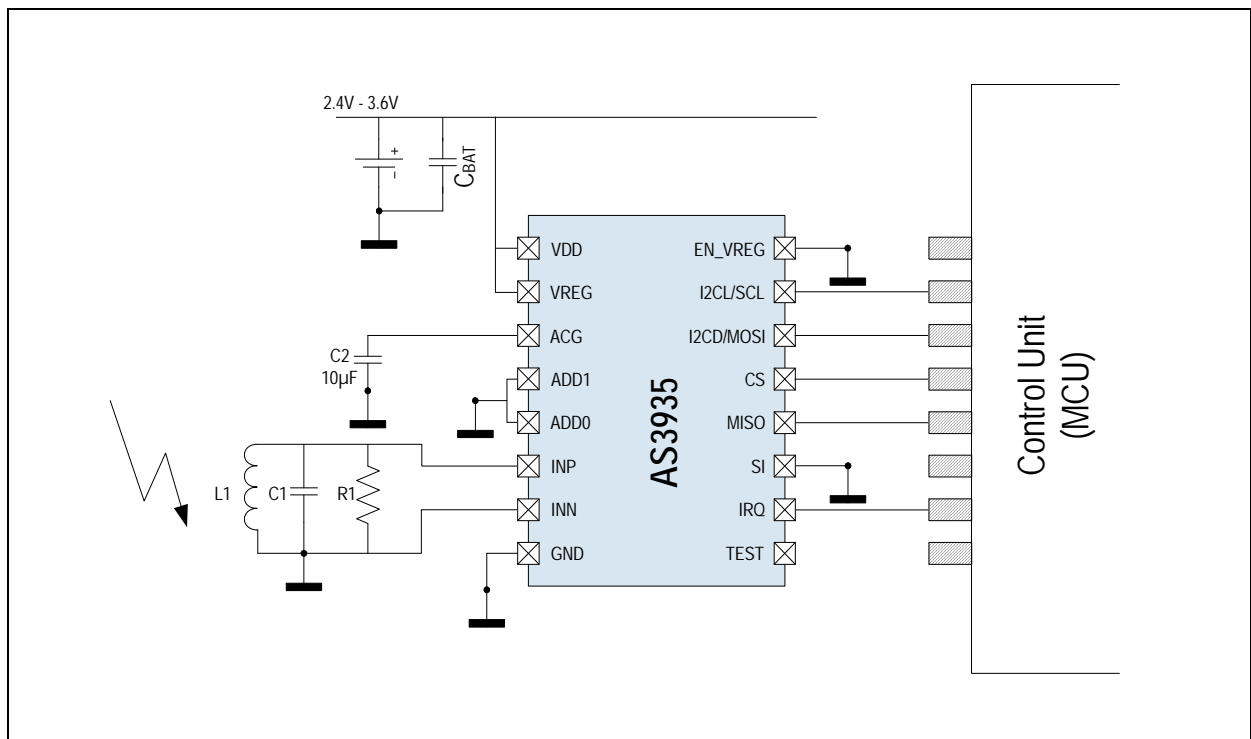 2.4V - 3.6V
+
–
CBAT
VDD
VREG
ACG
ADD1
ADD0
INP
INN
GND
C2
10µF
L1
C1
R1
AS3935
EN_VREG
I2CL/SCL
I2CD/MOSI
CS
MISO
SI
IRQ
TEST
Control Unit
(MCU)